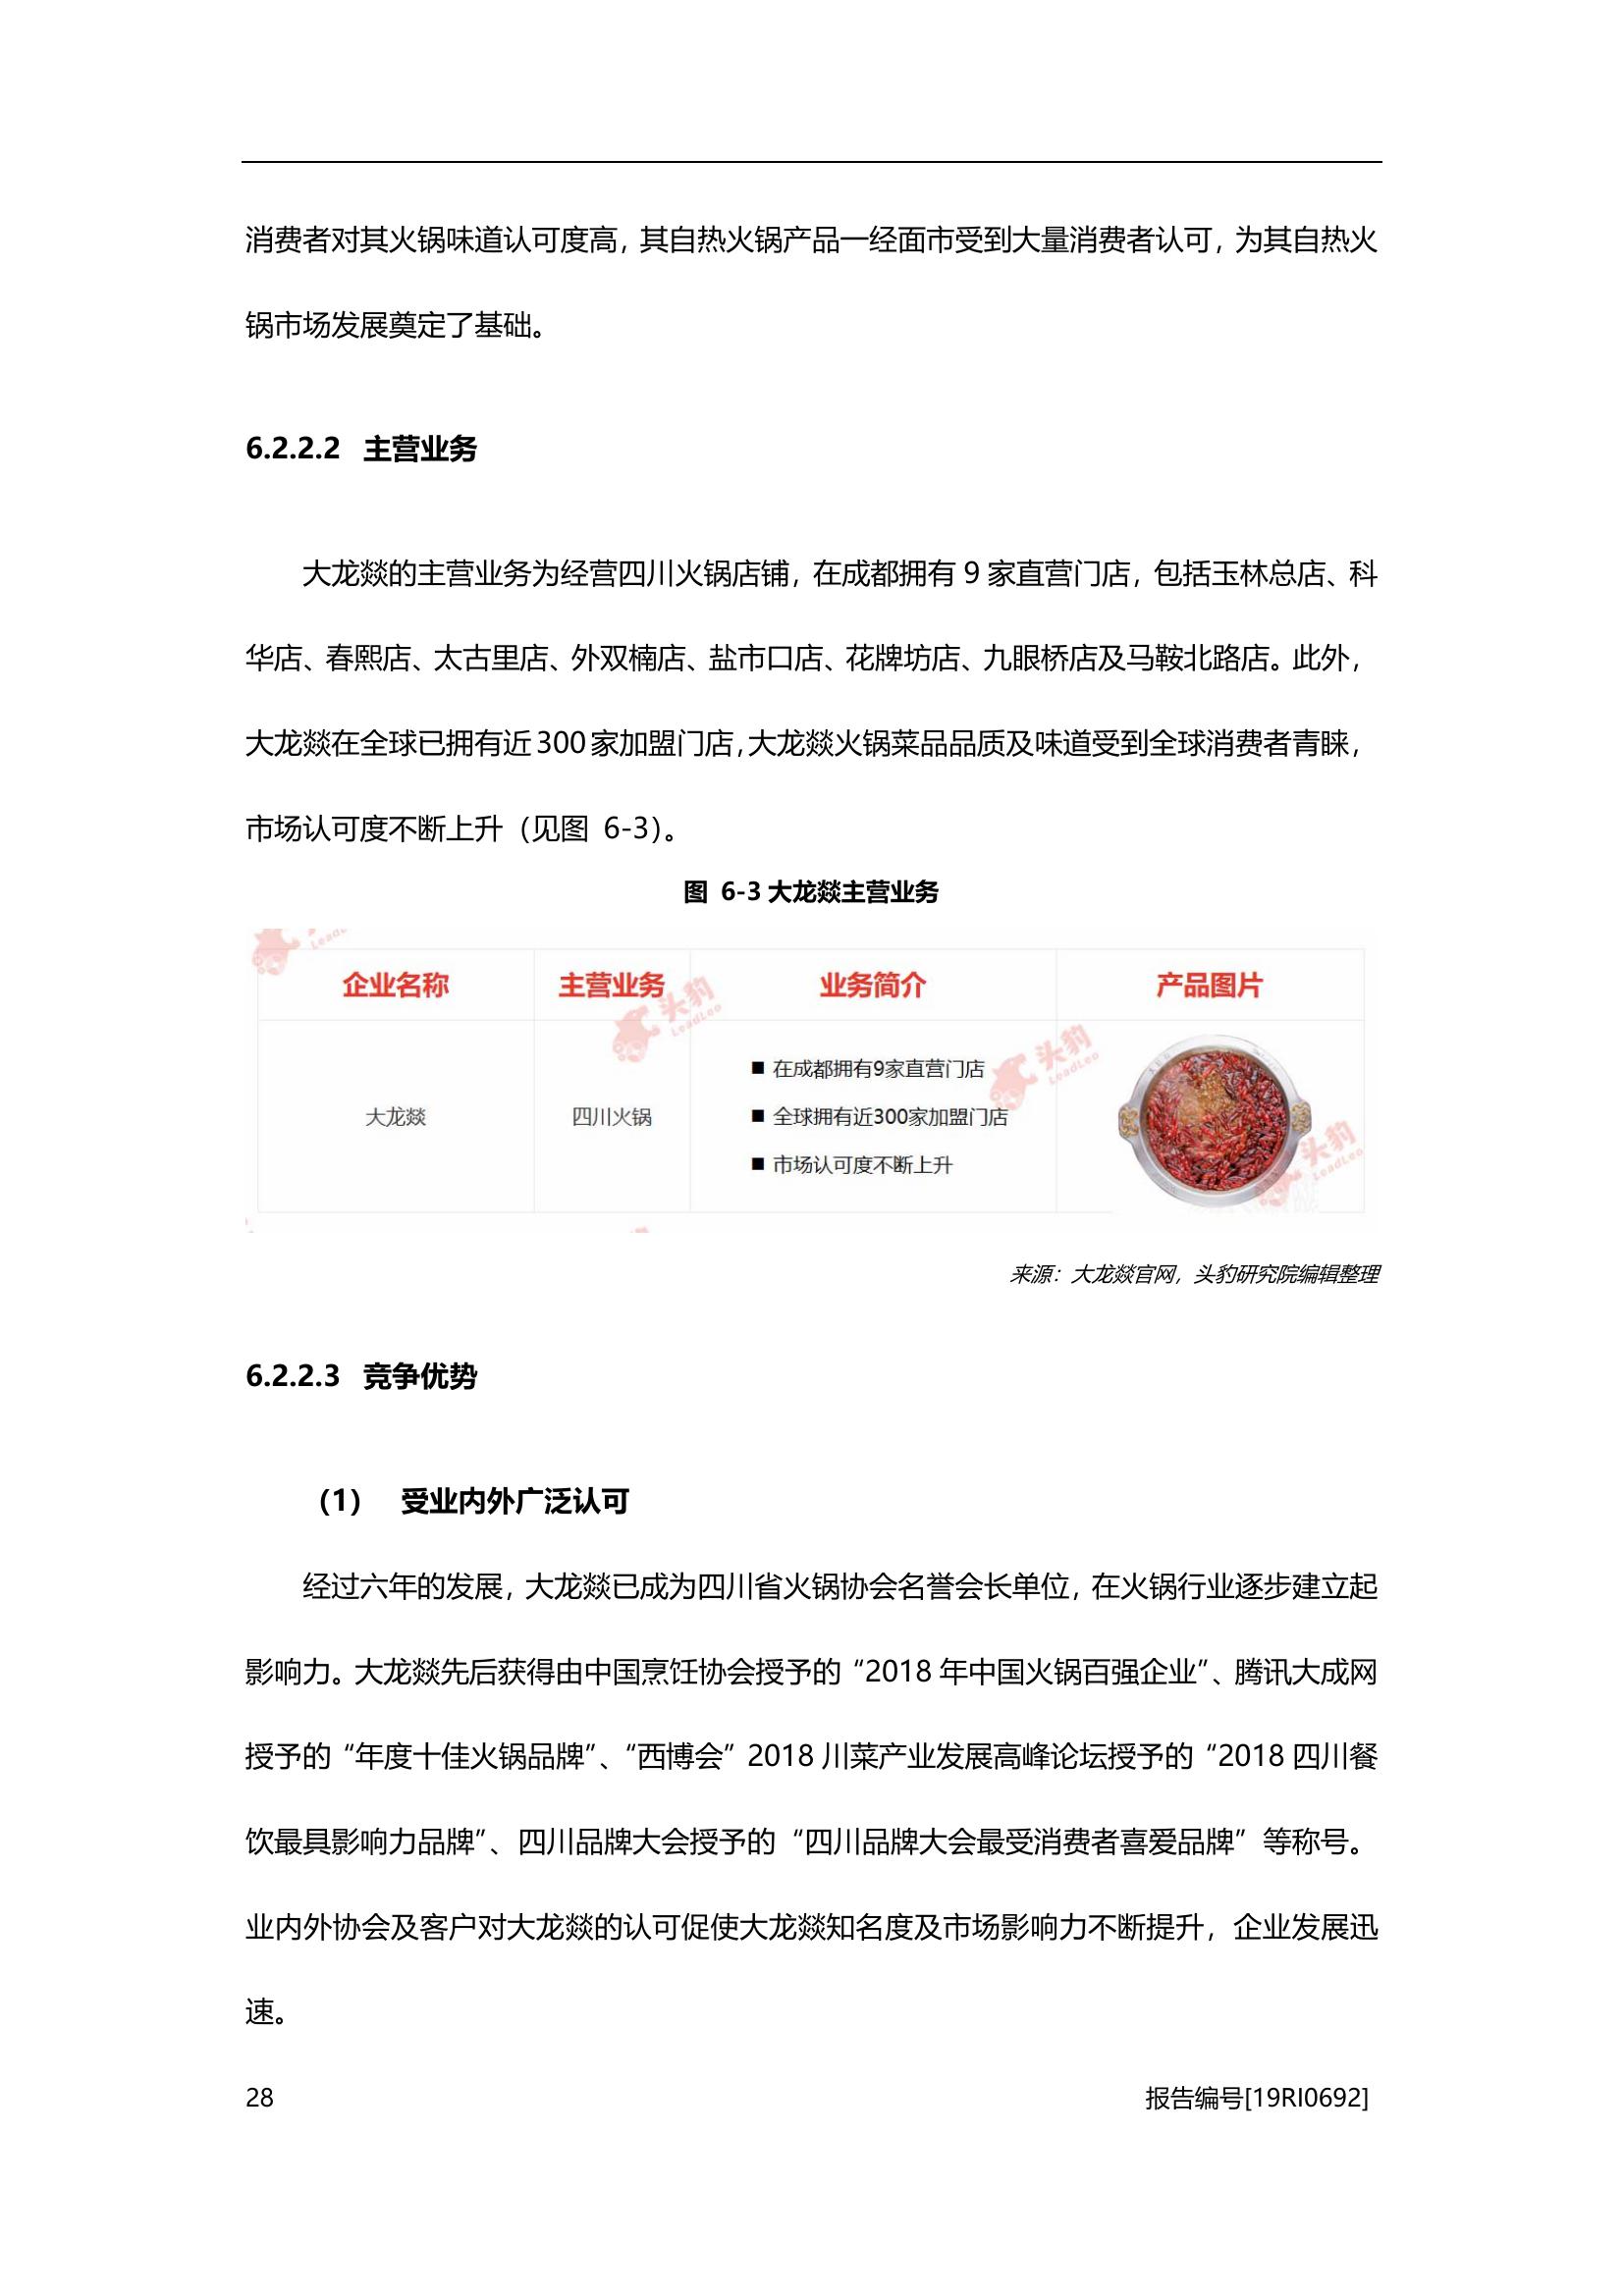 消费者对其火锅味道认可度高，其自热火锅产品一经面市受到大量消费者认可，为其自热火
锅市场发展奠定了基础。
6.2.2.2 主营业务
大龙燚的主营业务为经营四川火锅店铺，在成都拥有 9 家直营门店，包括玉林总店、科
华店、春熙店、太古里店、外双楠店、盐市口店、花牌坊店、九眼桥店及马鞍北路店。此外，
大龙燚在全球已拥有近 300 家加盟门店，大龙燚火锅菜品品质及味道受到全球消费者青睐，
市场认可度不断上升（见图 6-3）。
图 6-3 大龙燚主营业务
企业名称 主营业务 业务简介 产品图片
大龙燚 四川火锅
■ 在成都拥有9家直营门店
■ 全球拥有近300家加盟门店
■ 市场认可度不断上升
头豹 LeadLeo
头豹 LeadLeo
头豹 LeadLeo
来源：大龙燚官网，头豹研究院编辑整理
6.2.2.3 竞争优势
（1） 受业内外广泛认可
经过六年的发展，大龙燚已成为四川省火锅协会名誉会长单位，在火锅行业逐步建立起
影响力。大龙燚先后获得由中国烹饪协会授予的“2018 年中国火锅百强企业”、腾讯大成网
授予的“年度十佳火锅品牌”、“西博会”2018 川菜产业发展高峰论坛授予的“2018 四川餐
饮最具影响力品牌”、四川品牌大会授予的“四川品牌大会最受消费者喜爱品牌”等称号。
业内外协会及客户对大龙燚的认可促使大龙燚知名度及市场影响力不断提升，企业发展迅
速。
28 报告编号[19RI0692]